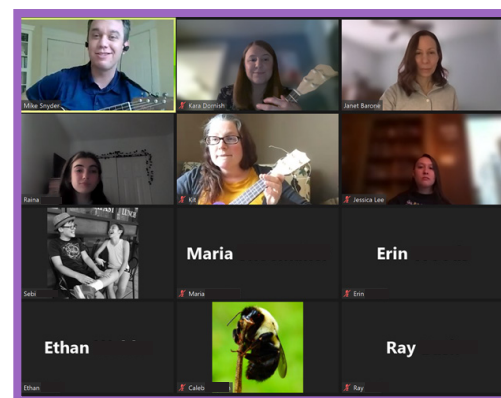 Mike Snyder
Kara Dornish
Janet Barone
Raina
Kit
Jessica Lee
Sebi
Maria
Maria
Erin
Erin
Ethan
Ethan
Caleb
Ray
Ray